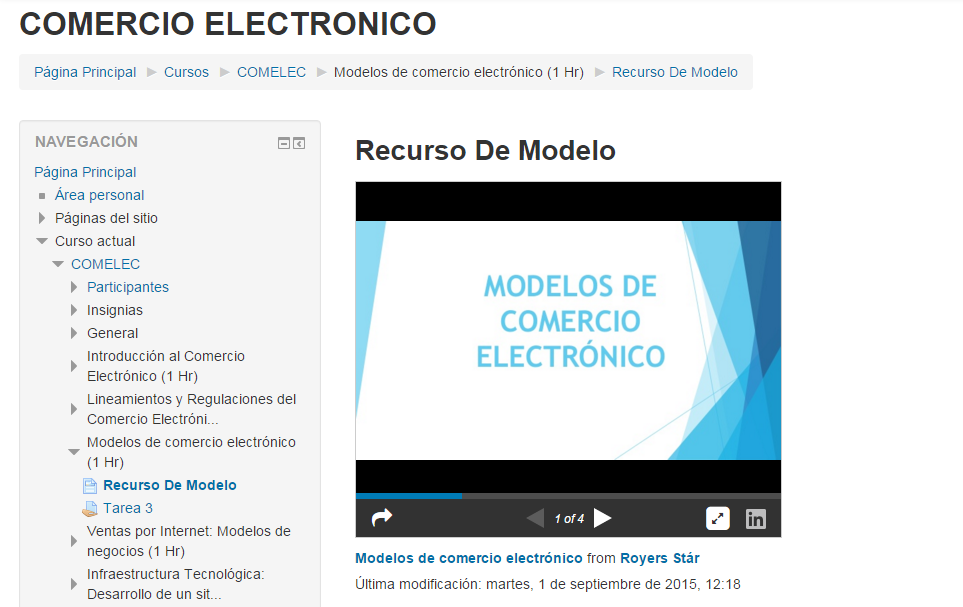 COMERCIO ELECTRONICO
Página Principal Cursos COMELEC Modelos de comercio electrónico (1 Hr) Recurso De Modelo
NAVEGACIÓN
Página Principal
Área personal
Páginas del sitio
Curso actual
COMELEC
Participantes
Insignias
General
Introducción al Comercio
Electrónico (1 Hr)
Lineamientos y Regulaciones del
Comercio Electróni...
Modelos de comercio electrónico
(1 Hr)
Recurso De Modelo
Tarea 3
Ventas por Internet: Modelos de
negocios (1 Hr)
Infraestructura Tecnológica:
Desarrollo de un sit...
Recurso De Modelo
MODELOS DE
COMERCIO
ELECTRÓNICO
1 of 4
in
Modelos de comercio electrónico from Royers Stár
Última modificación: martes, 1 de septiembre de 2015, 12:18